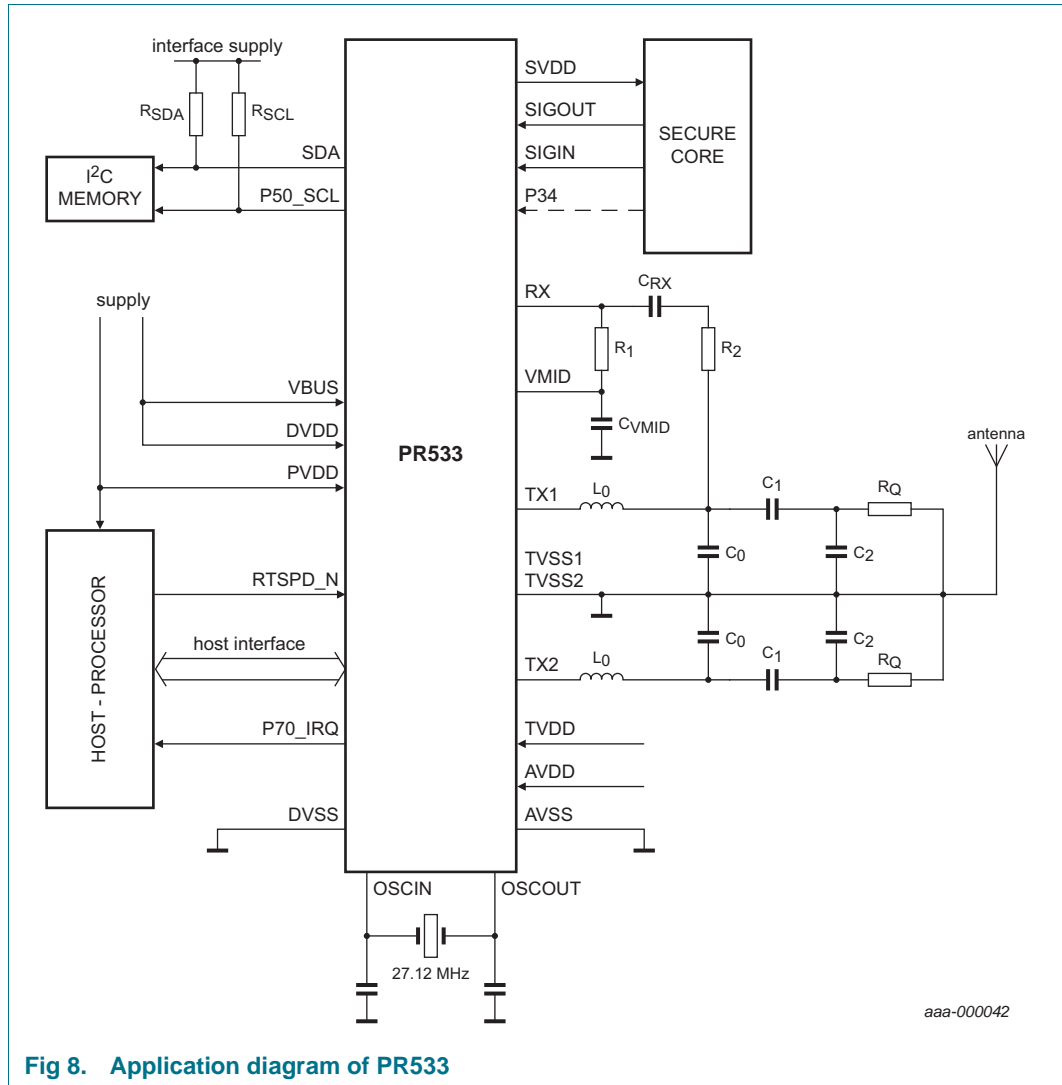 interface supply
RSDA
RSCL
SDA
I2C
MEMORY
P50_SCL
supply
VBUS
DVDD
PVDD
HOST - PROCESSOR
RTSPD_N
host interface
P70_IRQ
DVSS
PR533
SVDD
SIGOUT
SIGIN
P34
SECURE
CORE
RX
CRX
R1
R2
VMID
CVMID
antenna
TX1
L0
C1
RQ
C0
C2
TVSS1
TVSS2
C0
C2
TX2
L0
C1
RQ
TVDD
AVDD
AVSS
OSCIN
OSCOUT
27.12 MHz
aaa-000042
Fig 8. Application diagram of PR533